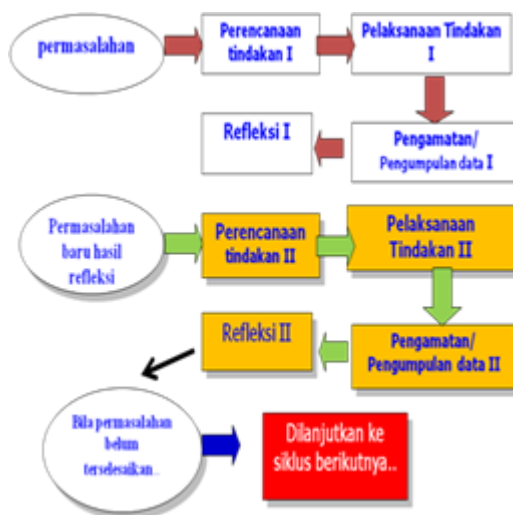 permasalahan
Perencanaan
tindakan I
Pelaksanaan Tindakan
I
Refleksi I
Pengamatan/
Pengumpulan data I
Permasalahan
baru hasil
refleksi
Perencanaan
tindakan II
Pelaksanaan
Tindakan II
Refleksi II
Pengamatan/
Pengumpulan data II
Bila permasalahan
belum
terselesaikan..
Dilanjutkan ke
siklus berikutnya..